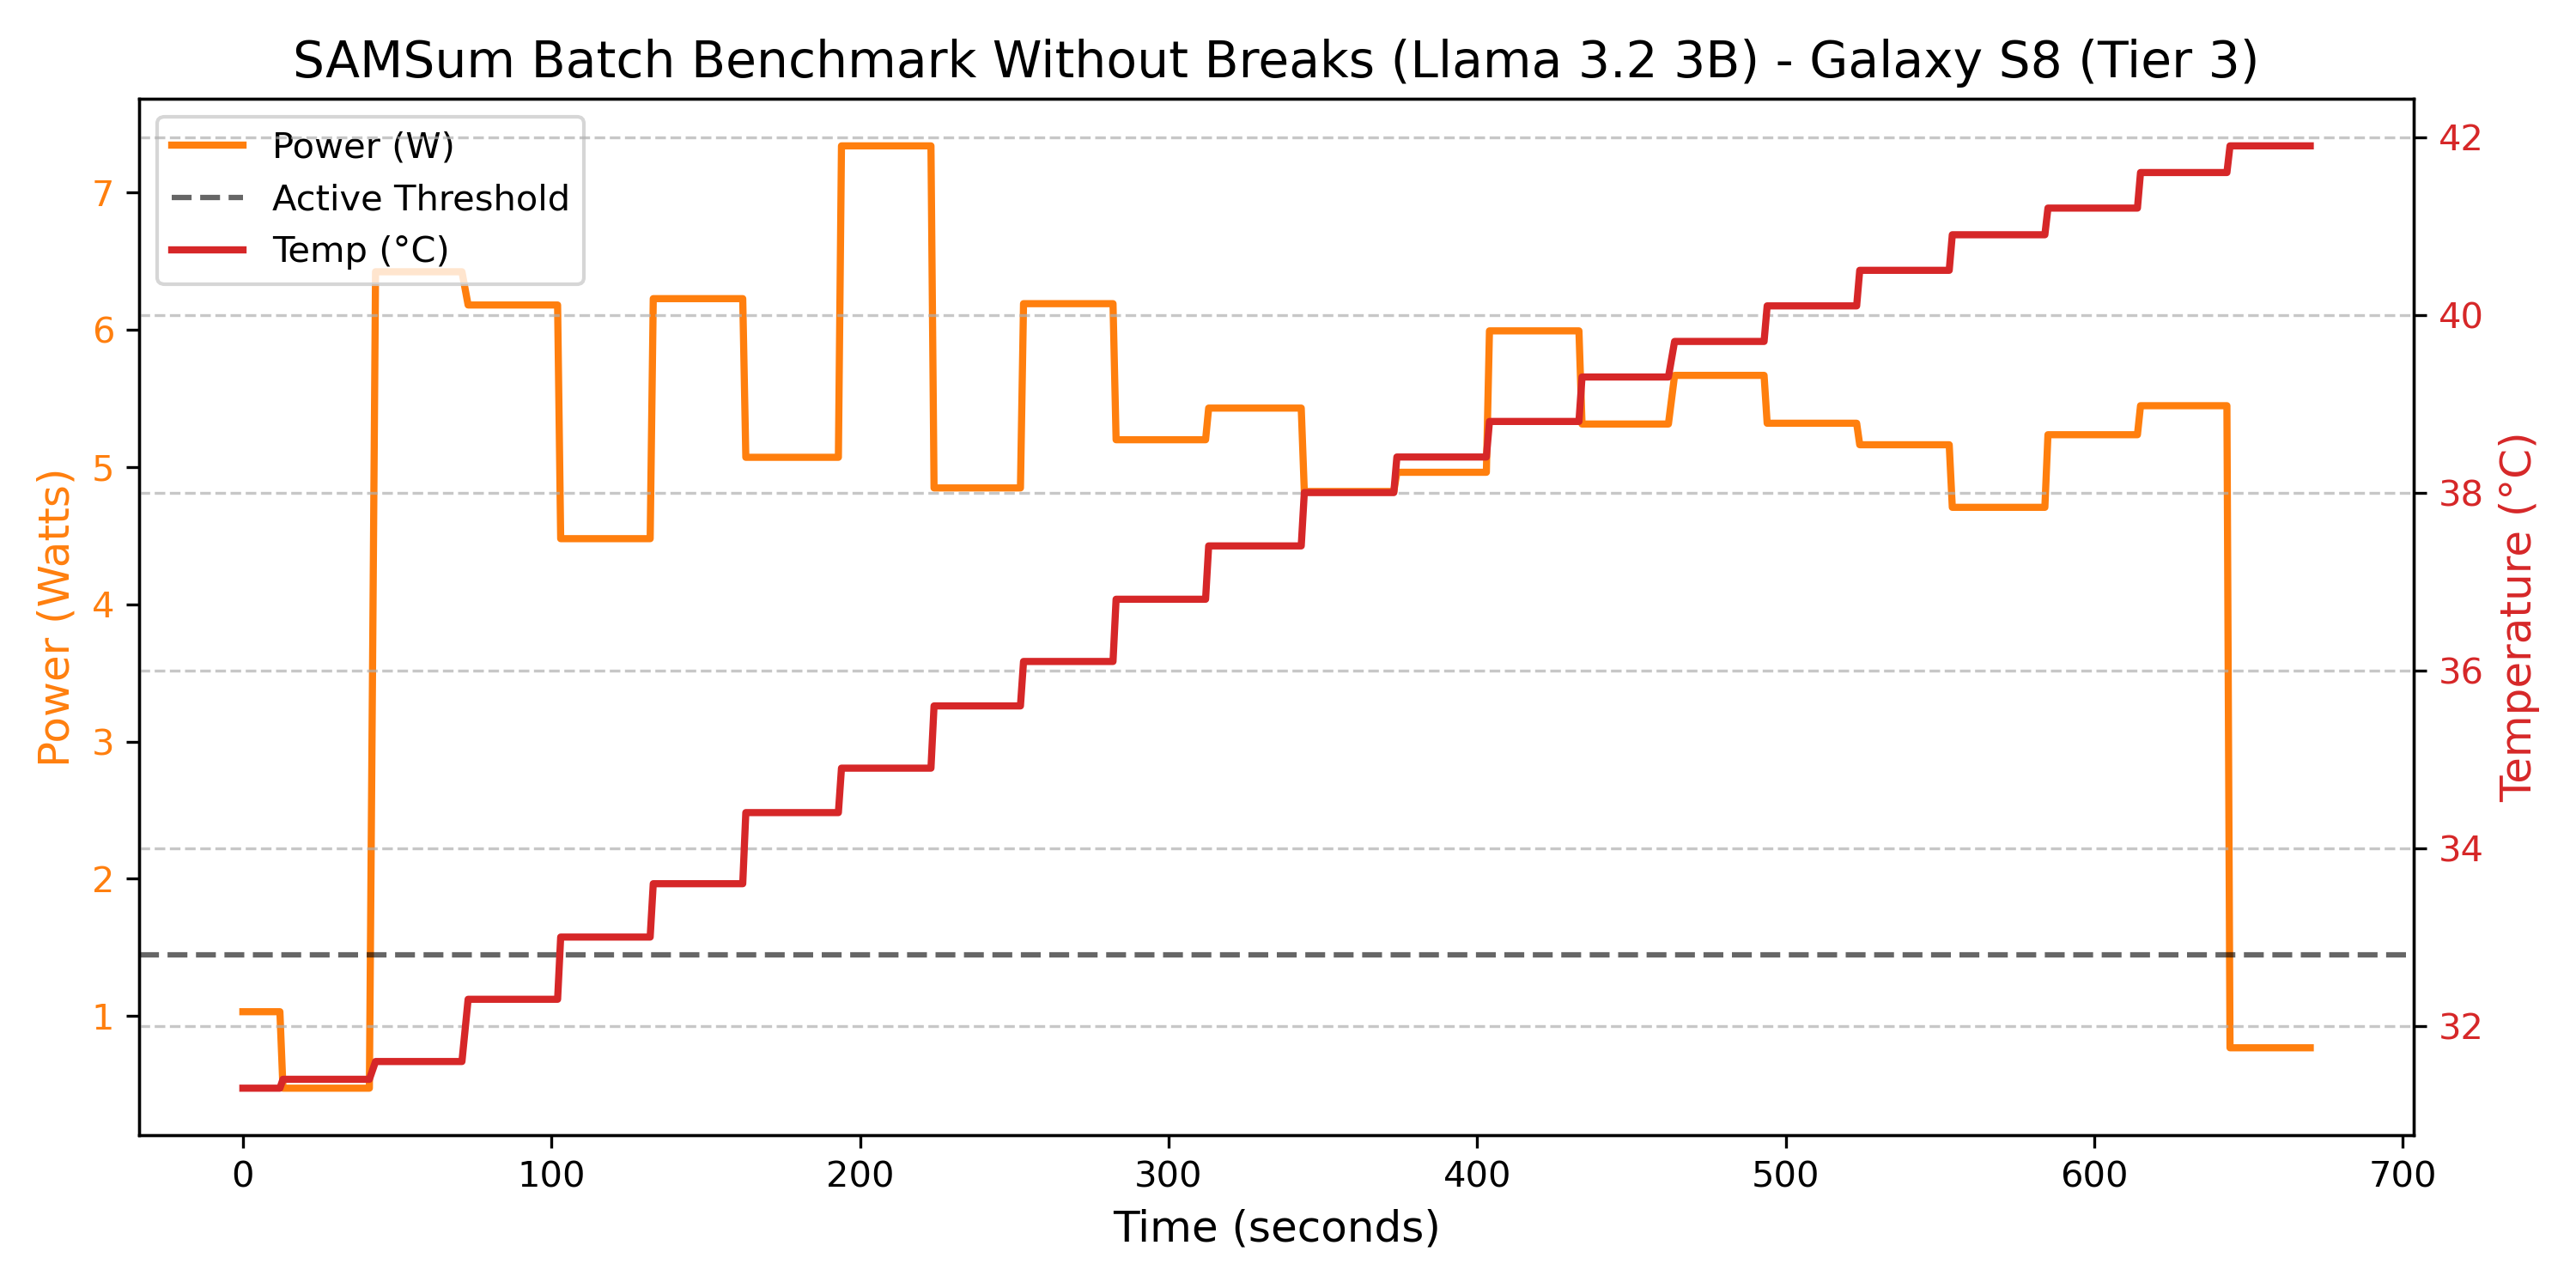 SAMSum Batch Benchmark Without Breaks (Llama 3.2 3B) - Galaxy S8 (Tier 3)
Power (W)
Active Threshold
Temp (°C)
Power (Watts)
7
6
5
4
3
2
1
42
40
38
36
34
32
Temperature (°C)
0 100 200 300 400 500 600 700
Time (seconds)